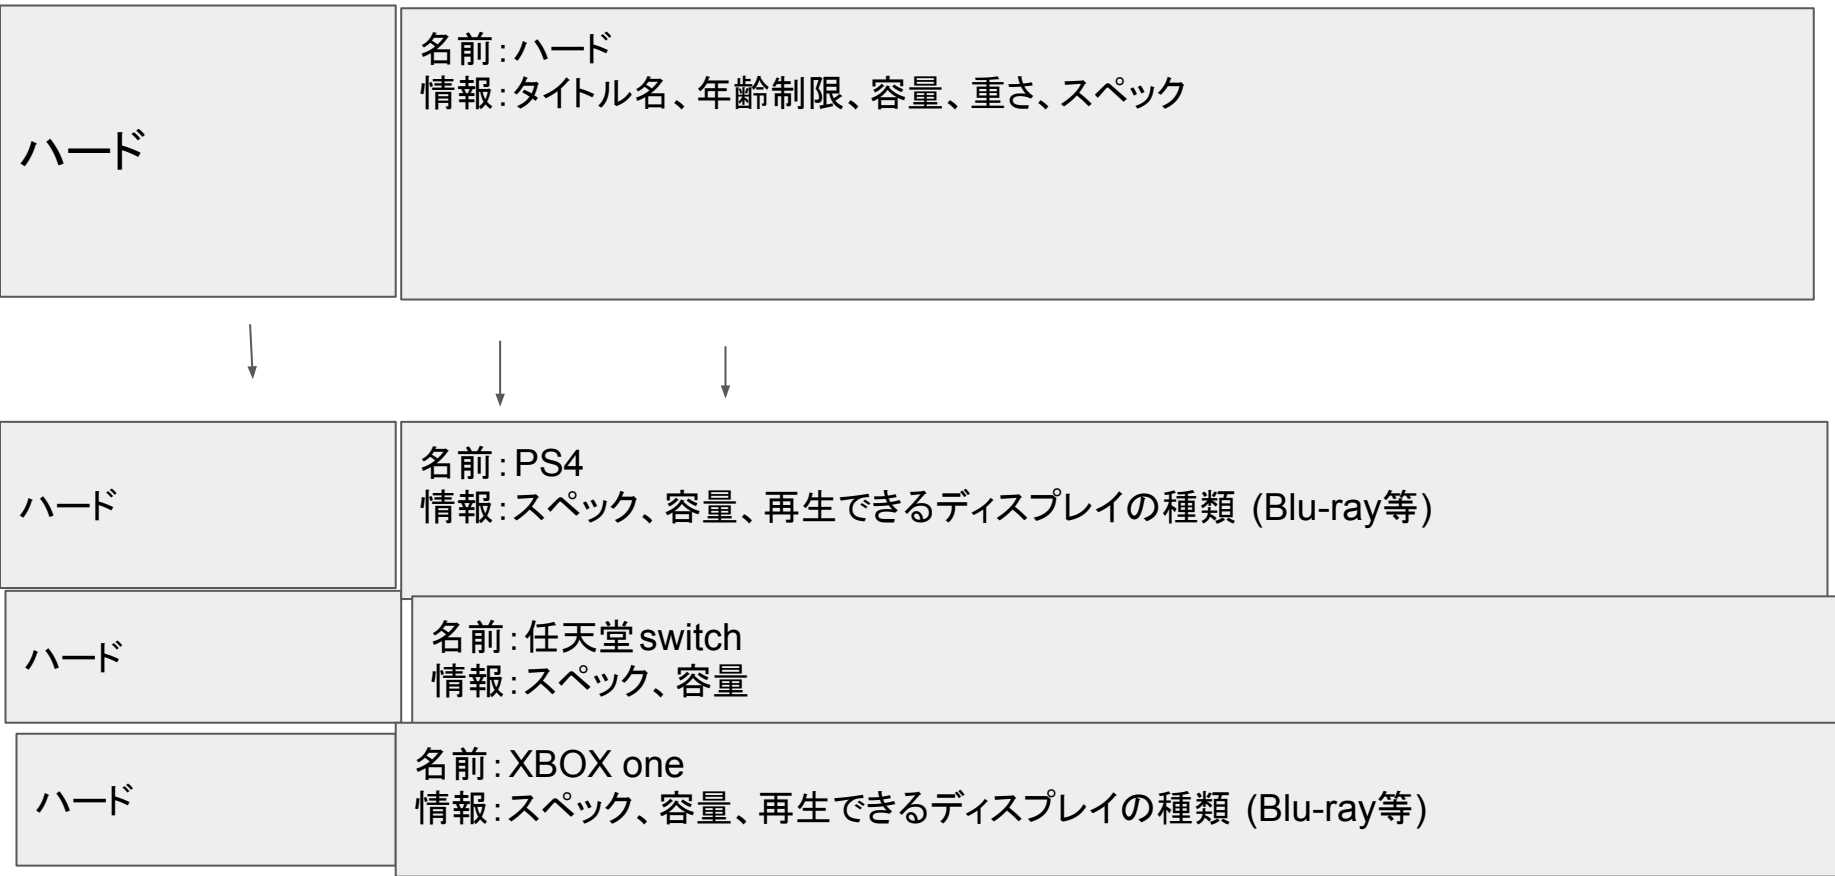 ハード
名前:ハード
情報:タイトル名、年齢制限、容量、重さ、スペック
ハード
名前:PS4
情報:スペック、容量、再生できるディスプレイの種類 (Blu-ray等)
ハード
名前:任天堂switch
情報:スペック、容量
ハード
名前:XBOX one
情報:スペック、容量、再生できるディスプレイの種類 (Blu-ray等)